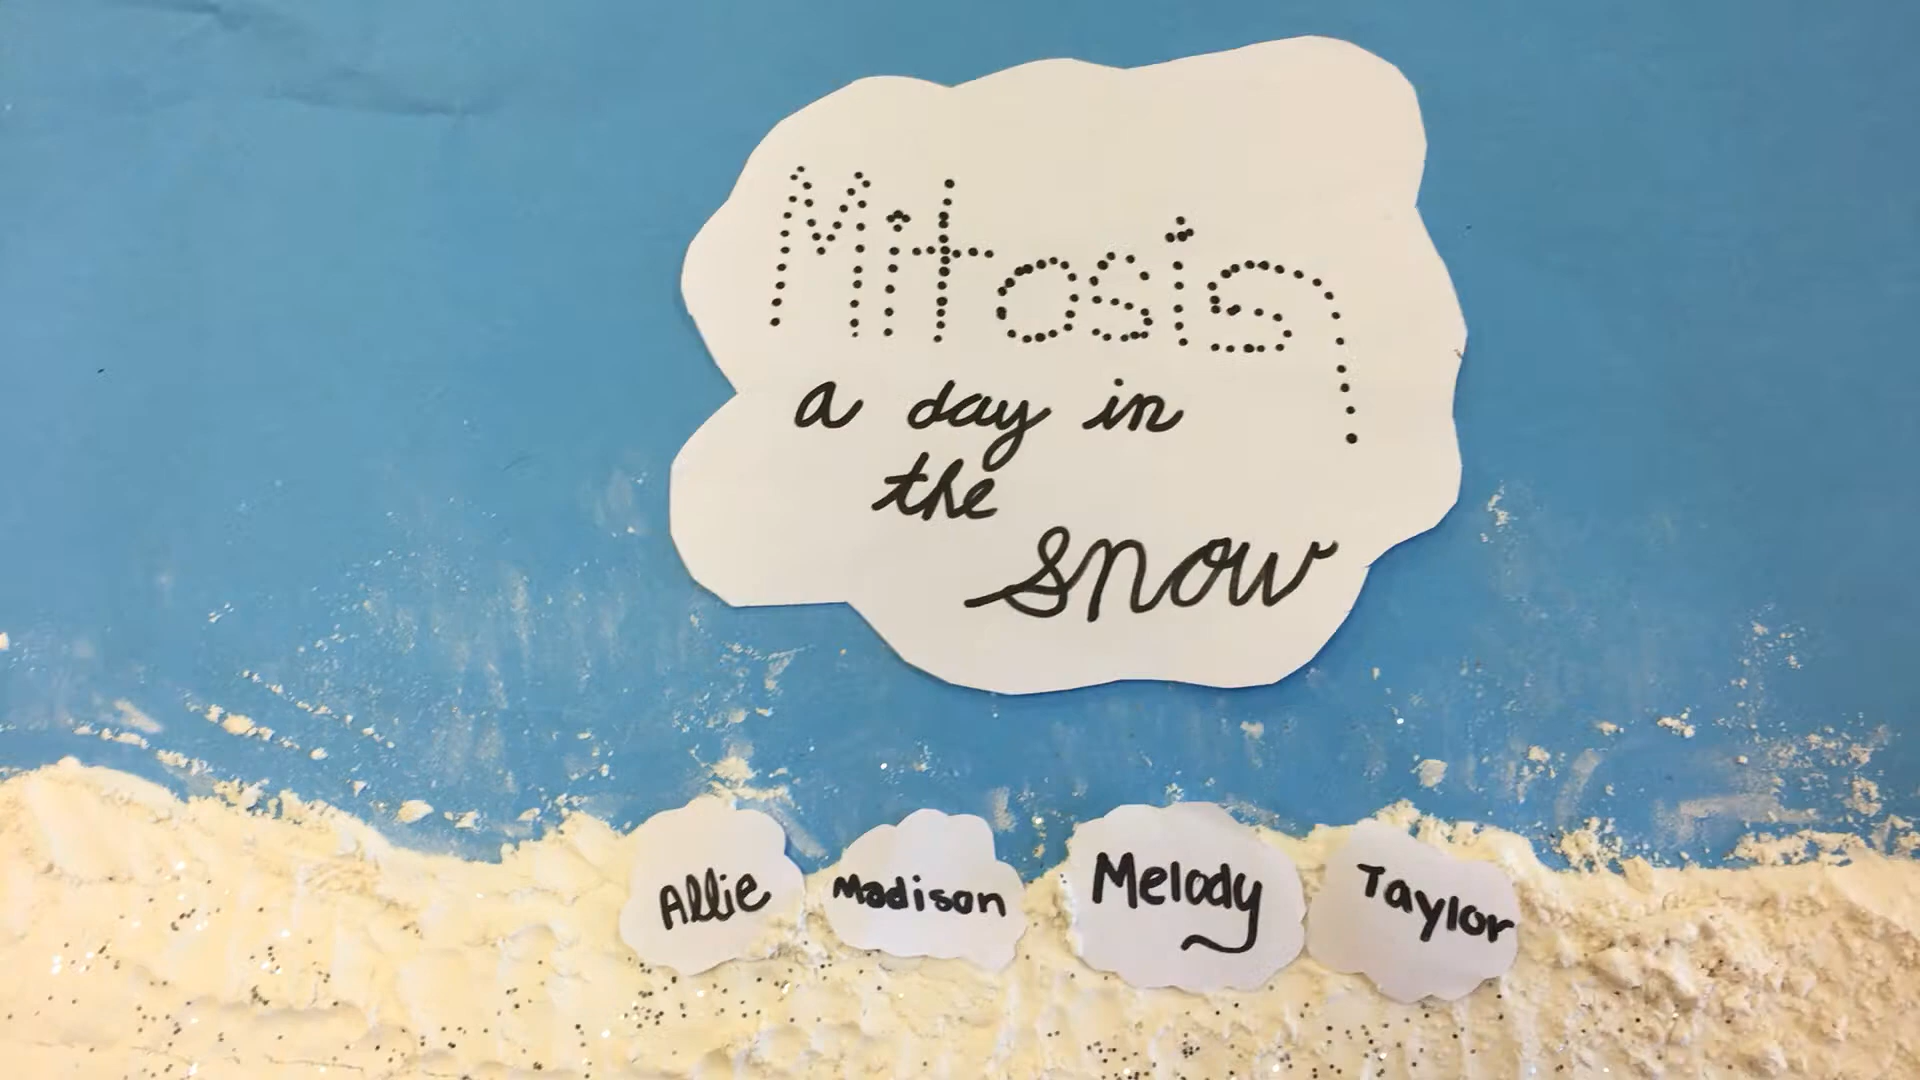 Mitosis
a day in
the
snow
Allie
Madison
Melody
Taylor